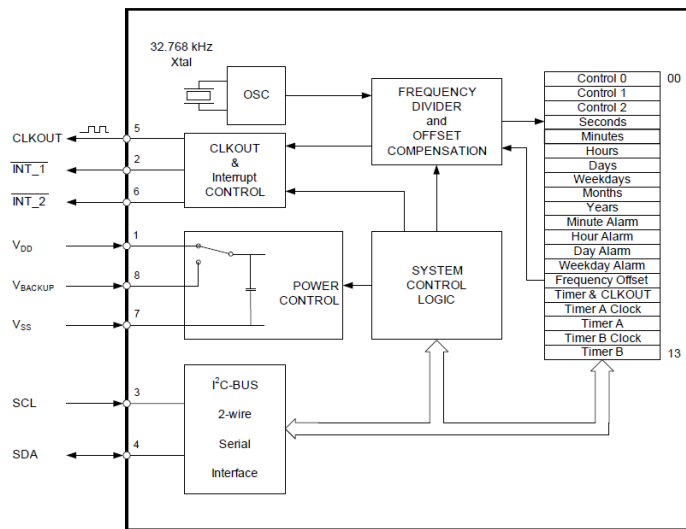 32.768 kHz
Xtal
OSC
FREQUENCY
DIVIDER
and
OFFSET
COMPENSATION
CLKOUT
5
INT_1
2
INT_2
6
CLKOUT
&
Interrupt
CONTROL
VDD
1
VBACKUP
8
VSS
7
POWER
CONTROL
SYSTEM
CONTROL
LOGIC
SCL
3
SDA
4
I²C-BUS
2-wire
Serial
Interface
Control 0 00
Control 1
Control 2
Seconds
Minutes
Hours
Days
Weekdays
Months
Years
Minute Alarm
Hour Alarm
Day Alarm
Weekday Alarm
Frequency Offset
Timer & CLKOUT
Timer A Clock
Timer A
Timer B Clock
Timer B 13